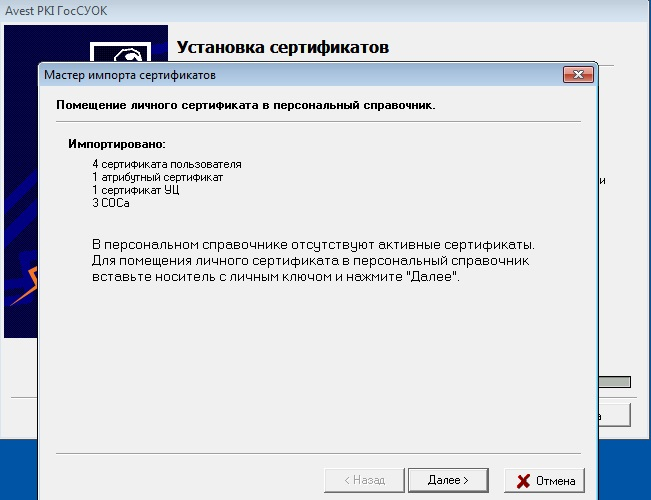 Avest PKI ГосСУОК
Установка сертификатов
Мастер импорта сертификатов
Помещение личного сертификата в персональный справочник.
Импортировано:
4 сертификата пользователя
1 атрибутный сертификат
1 сертификат УЦ
3 СОСа
и
В персональном справочнике отсутствуют активные сертификаты.
Для помещения личного сертификата в персональный справочник
вставьте носитель с личным ключом и нажмите "Далее".
а
< Назад
Далее >
Отмена